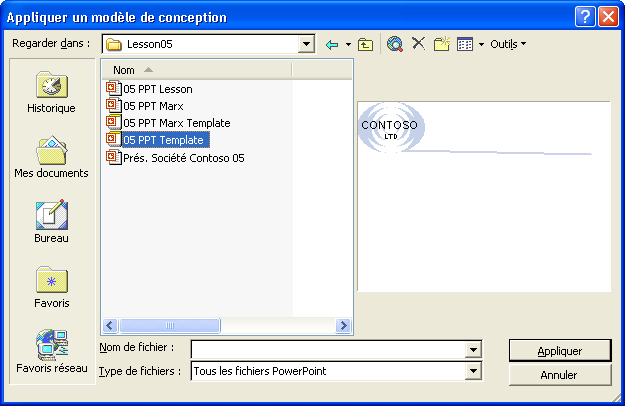 Appliquer un modèle de conception
Regarder dans :
Lesson05
Outils
Nom
05 PPT Lesson
05 PPT Marx
05 PPT Marx Template
05 PPT Template
Prés. Société Contoso 05
Historique
Mes documents
Bureau
Favoris
Favoris réseau
CONTOSO
LTD
Nom de fichier :
Appliquer
Type de fichiers :
Tous les fichiers PowerPoint
Annuler